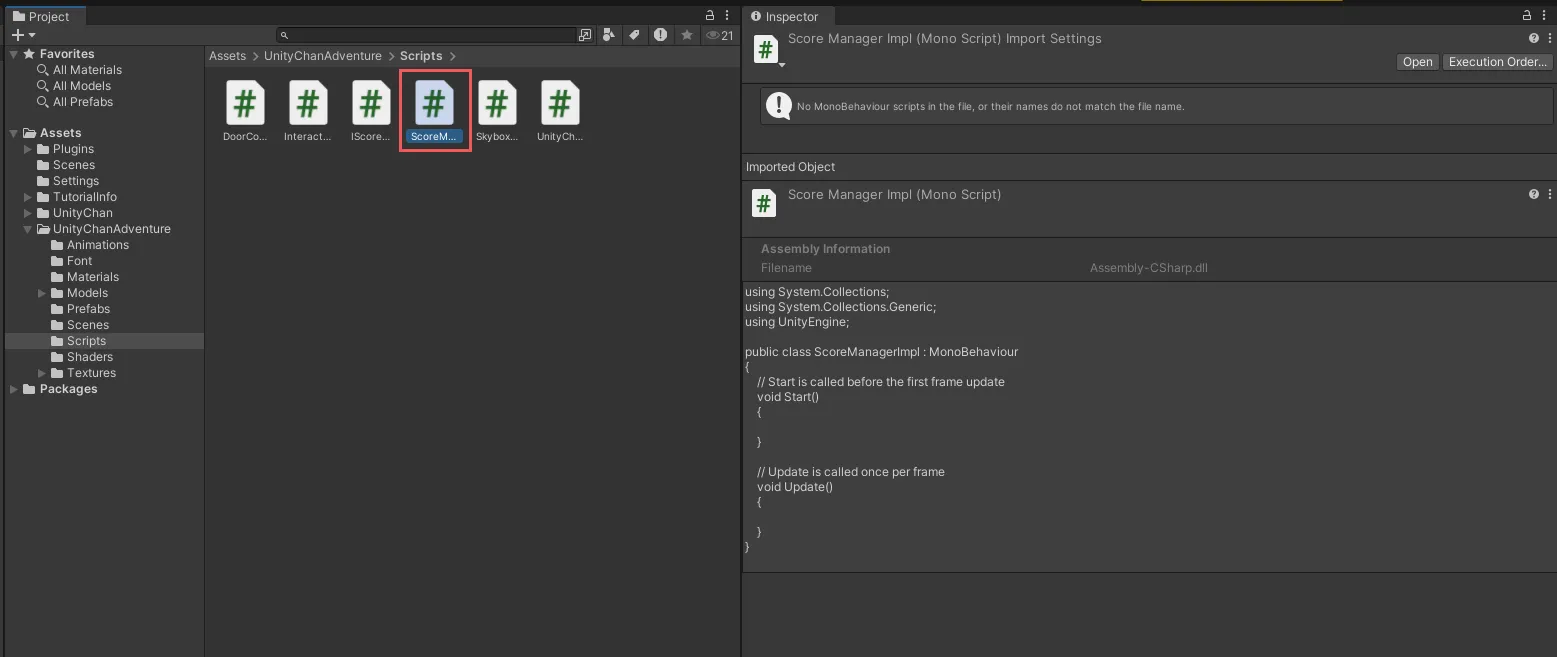 Project
21
Favorites
All Materials
All Models
All Prefabs
Assets
Plugins
Scenes
Settings
TutorialInfo
UnityChan
UnityChanAdventure
Animations
Font
Materials
Models
Prefabs
Scenes
Scripts
Shaders
Textures
Packages
Assets > UnityChanAdventure > Scripts >
DoorCo... Interact... IScore... ScoreM... Skybox... UnityCh...
Inspector
Score Manager Impl (Mono Script) Import Settings
Open Execution Order...
No MonoBehaviour scripts in the file, or their names do not match the file name.
Imported Object
Score Manager Impl (Mono Script)
Assembly Information
Filename Assembly-CSharp.dll
using System.Collections;
using System.Collections.Generic;
using UnityEngine;
public class ScoreManagerImpl : MonoBehaviour
{
// Start is called before the first frame update
void Start()
{
}
// Update is called once per frame
void Update()
{
}
}